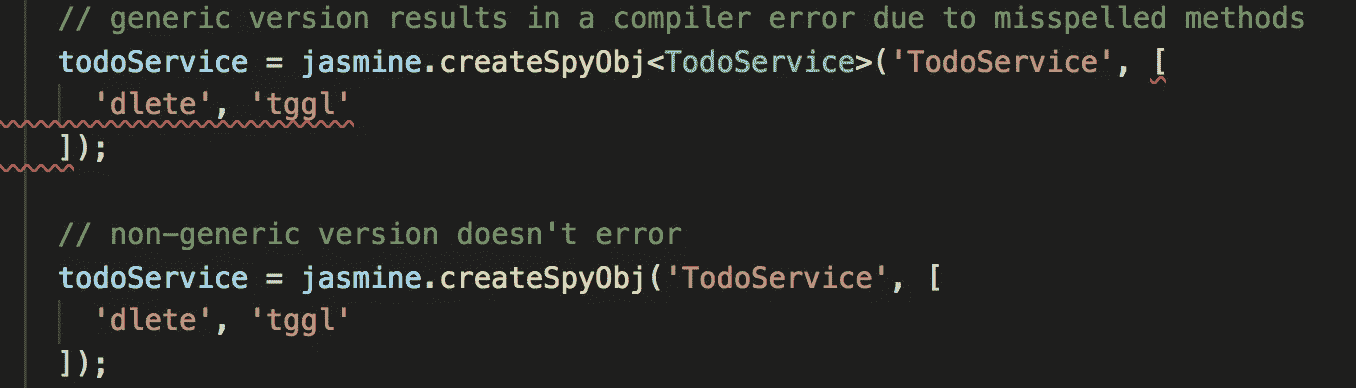 // generic version results in a compiler error due to misspelled methods
todoService = jasmine.createSpyObj<TodoService>('TodoService', [
'dlete', 'tggl'
]);
// non-generic version doesn't error
todoService = jasmine.createSpyObj('TodoService', [
'dlete', 'tggl'
]);